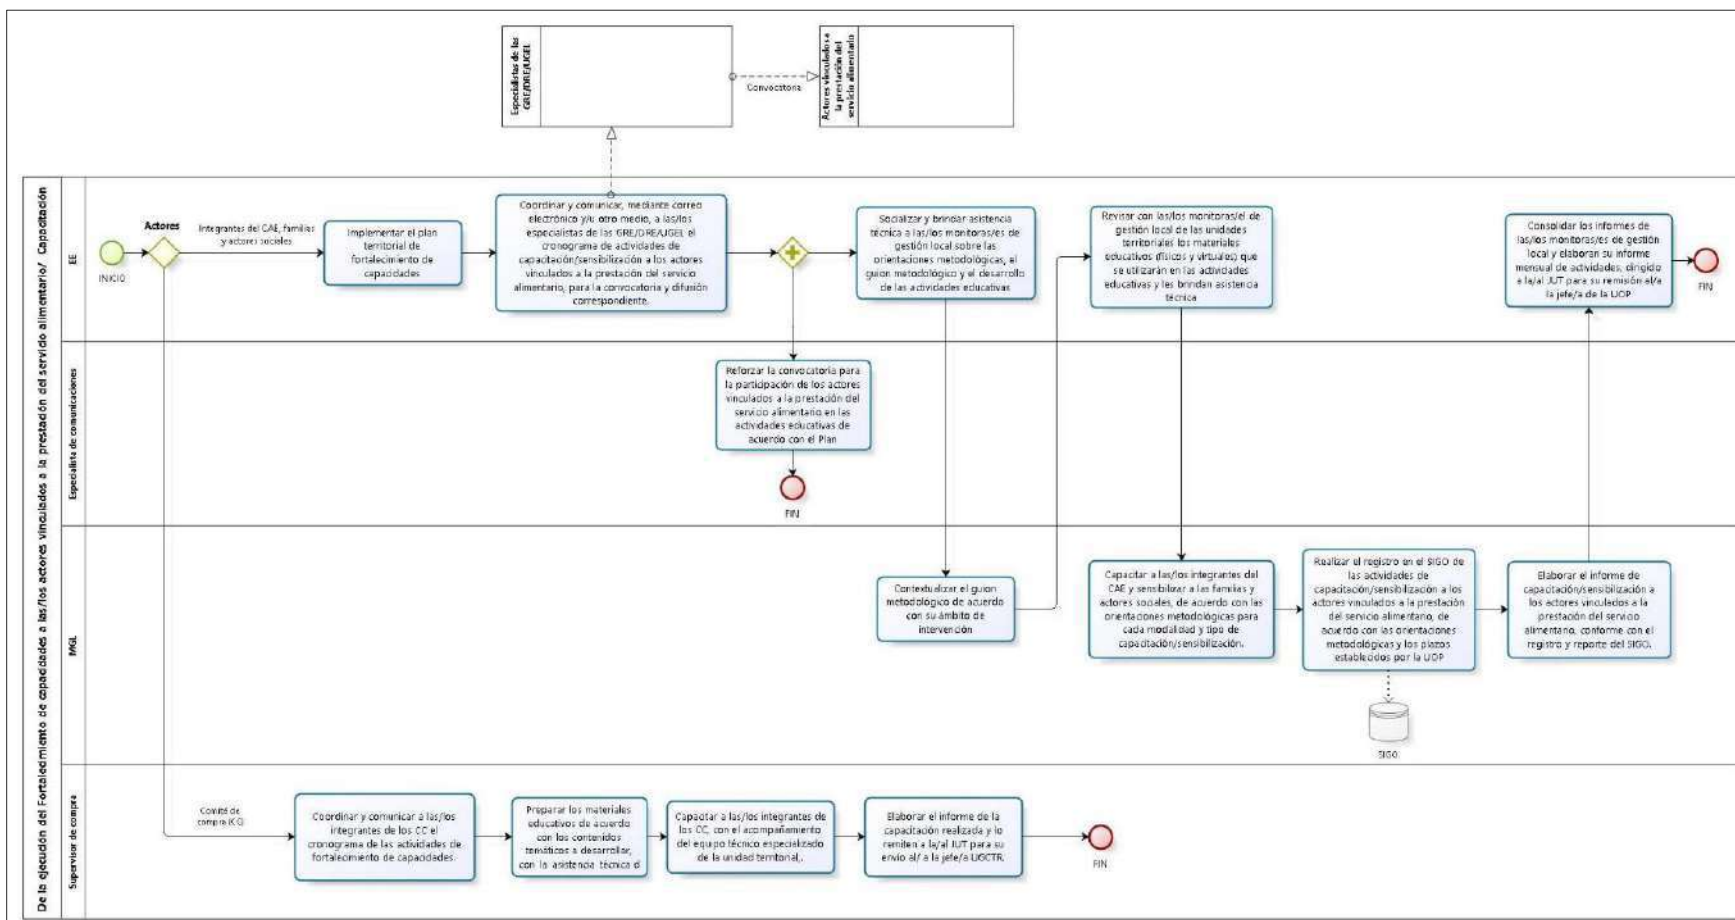 Especialistas de las
GRE/DRE/UGEL
Convocatoria
Actores vinculados a
la prestación del
servicio alimentario
De la ejecución del Fortalecimiento de capacidades a las/los actores vinculados a la prestación del servido alimentario/ Capacitación
EE
INICIO
Actores
Integrantes del CAE, familias
y actores sociales
Implementar el plan
territorial de
fortalecimiento de
capacidades
Coordinar y comunicar, mediante correo
electrónico y/u otro medio, a las/los
especialistas de las GRE/DRE/UGEL el
cronograma de actividades de
capacitación/sensibilización a los actores
vinculados a la prestación del servicio
alimentario, para la convocatoria y difusión
correspondiente.
Socializar y brindar asistencia
técnica a las/los monitoras/es de
gestión local sobre las
orientaciones metodológicas, el
guion metodológico y el desarrollo
de las actividades educativas
Revisar con las/los monitoras/el de
gestión local de las unidades
territoriales los materiales
educativos (físicos y virtuales) que
se utilizarán en las actividades
educativas y les brindan asistencia
técnica
Consolidar los informes de
las/los monitoras/es de gestión
local y elaboran su informe
mensual de actividades, dirigido
a la/al JUT para su remisión al/a
la jefe/a de la UOP
FIN
Especialista de comunicaciones
Reforzar la convocatoria para
la participación de los actores
vinculados a la prestación del
servicio alimentario en las
actividades educativas de
acuerdo con el Plan
FIN
MGL
Contextualizar el guion
metodológico de acuerdo
con su ámbito de
intervención
Capacitar a las/los integrantes del
CAE y sensibilizar a las familias y
actores sociales, de acuerdo con las
orientaciones metodológicas para
cada modalidad y tipo de
capacitación/sensibilización.
Realizar el registro en el SIGO de
las actividades de
capacitación/sensibilización a los
actores vinculados a la prestación
del servicio alimentario, de
acuerdo con las orientaciones
metodológicas y los plazos
establecidos por la UOP
SIGO
Elaborar el informe de
capacitación/sensibilización a
los actores vinculados a la
prestación del servicio
alimentario, conforme con el
registro y reporte del SIGO.
Supervisor de compra
Comité de
compra
Coordinar y comunicar a las/los
integrantes de los CC el
cronograma de las actividades de
fortalecimiento de capacidades.
Preparar los materiales
educativos de acuerdo
con los contenidos
temáticos a desarrollar,
con la asistencia técnica d
Capacitar a las/los integrantes de
los CC, con el acompañamiento
del equipo técnico especializado
de la unidad territorial,.
Elaborar el informe de la
capacitación realizada y lo
remiten a la/al JUT para su
envío al/ a la jefe/a UGCTR.
FIN